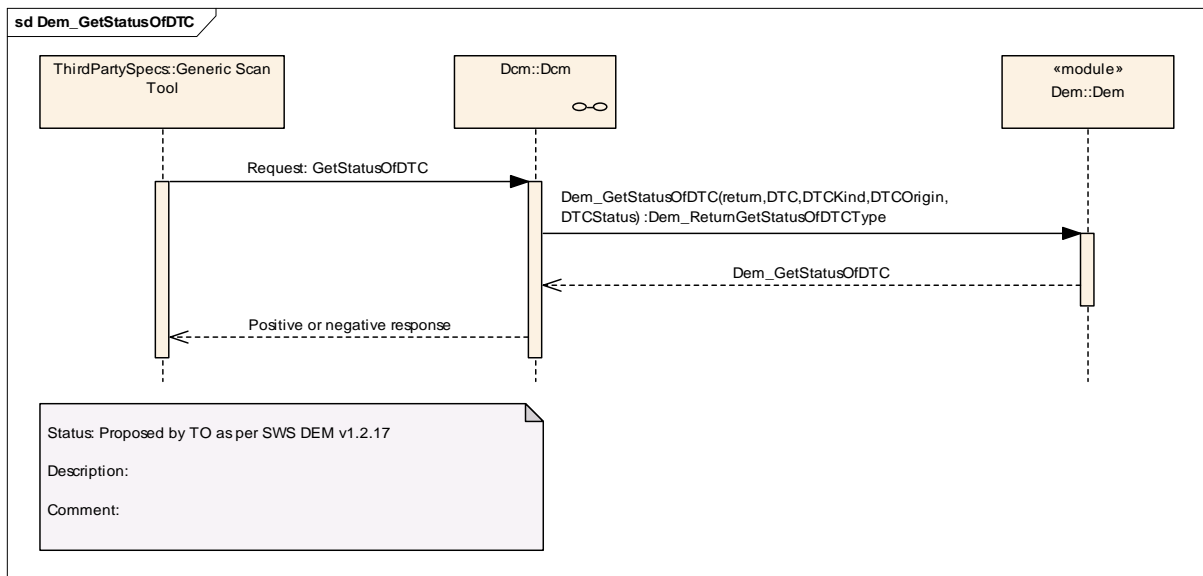 sd Dem_GetStatusOfDTC
ThirdPartySpecs::Generic Scan
Tool
Dcm::Dcm
«module»
Dem::Dem
Request: GetStatusOfDTC
Dem_GetStatusOfDTC(return,DTC,DTCKind,DTCOrigin,
DTCStatus) :Dem_ReturnGetStatusOfDTCType
Dem_GetStatusOfDTC
Positive or negative response
Status: Proposed by TO as per SWS DEM v1.2.17
Description:
Comment: